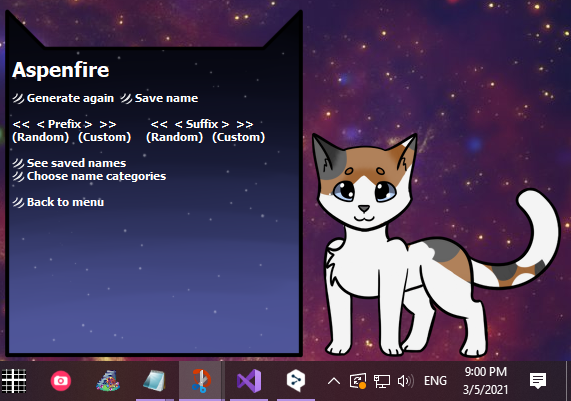 Aspenfire
Generate again Save name
<< < Prefix > >> << < Suffix > >>
(Random) (Custom) (Random) (Custom)
See saved names
Choose name categories
Back to menu
ENG
9:00 PM
3/5/2021